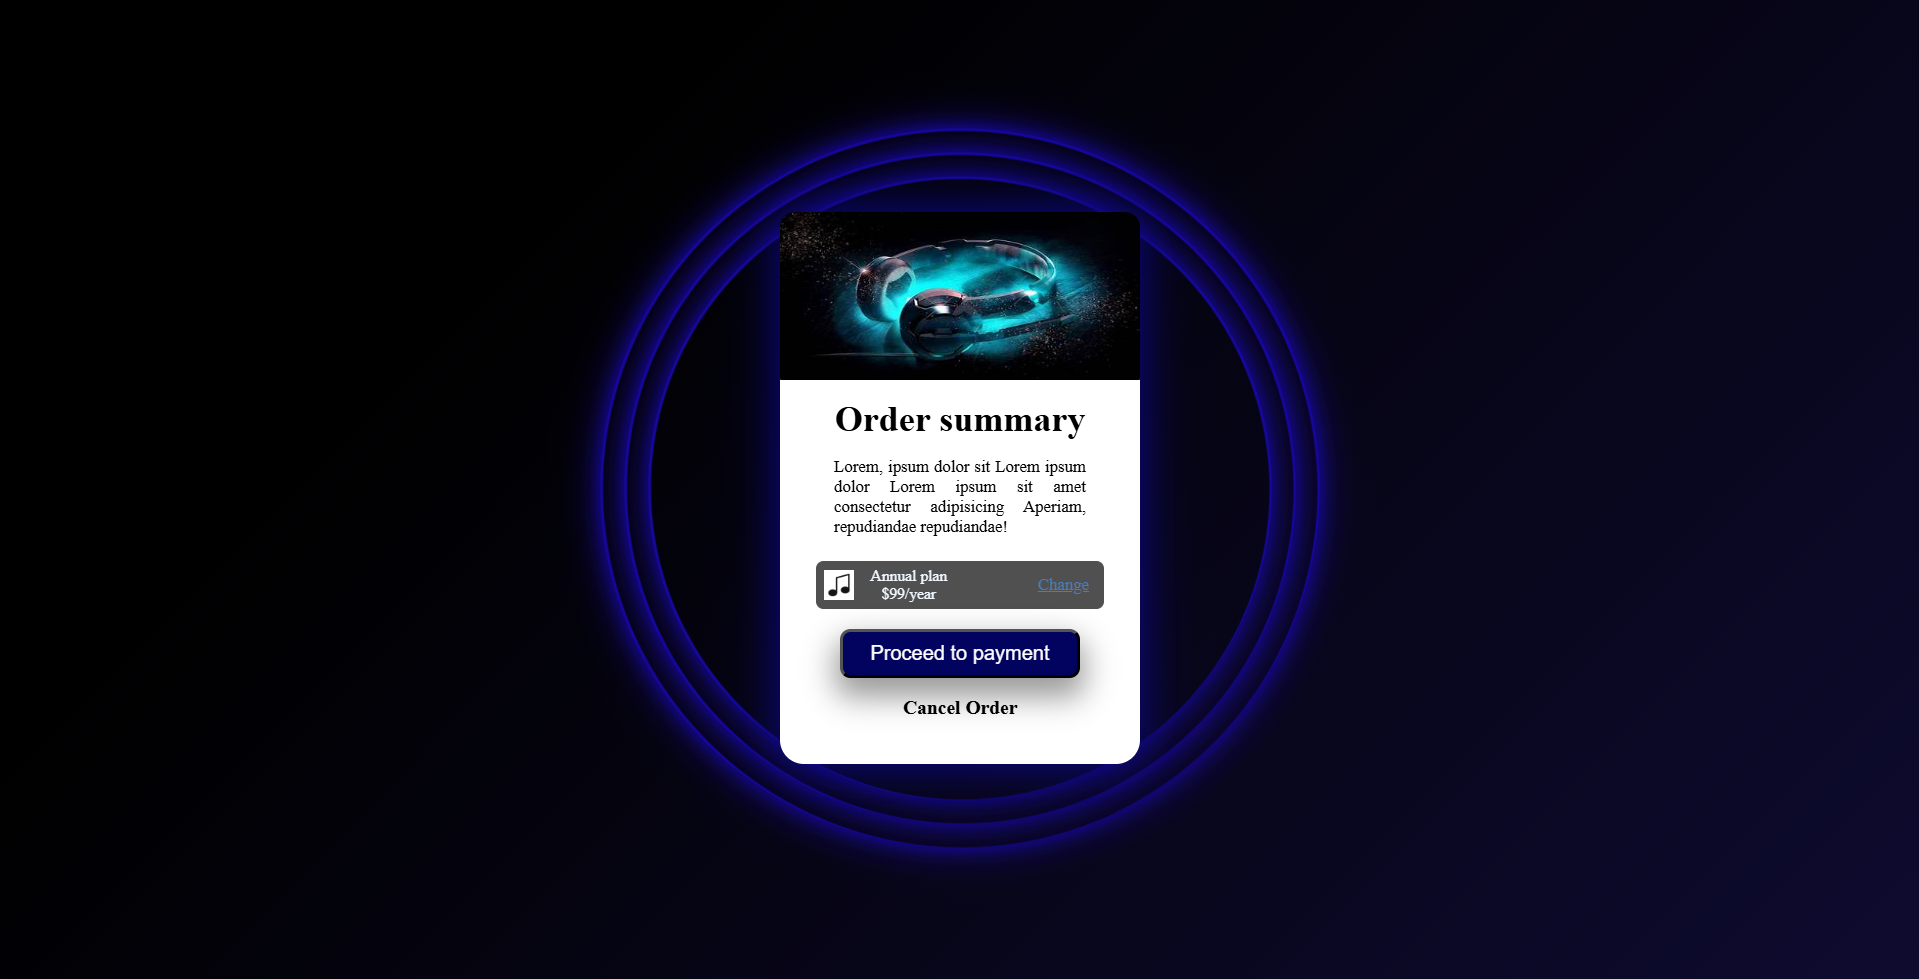 Order summary
Lorem, ipsum dolor sit Lorem ipsum
dolor Lorem ipsum sit amet
consectetur adipisicing Aperiam,
repudiandae repudiandae!
Annual plan
$99/year
Change
Proceed to payment
Cancel Order